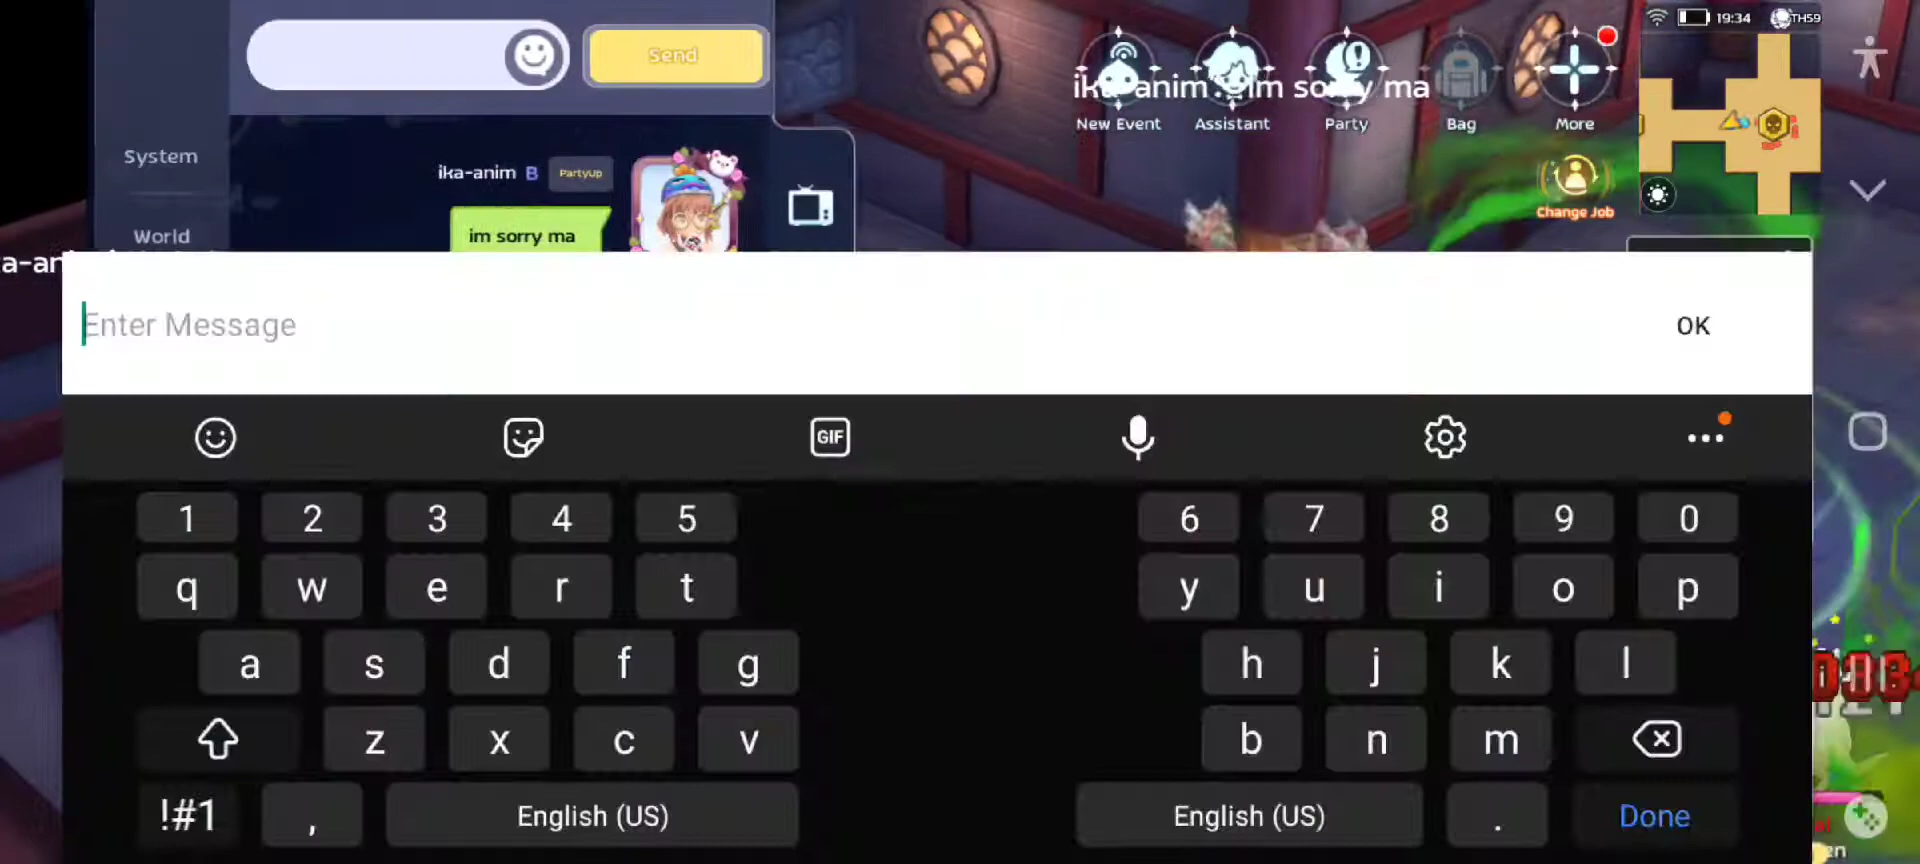 Send
19:34
TH59
ika-anim : im sorry ma
New Event
Assistant
Party
Bag
More
System
ika-anim B PartyUp
Change Job
World
im sorry ma
Enter Message
OK
GIF
1 2 3 4 5 6 7 8 9 0
q w e r t y u i o p
a s d f g h j k l
z x c v b n m
!#1 , English (US) English (US) . Done